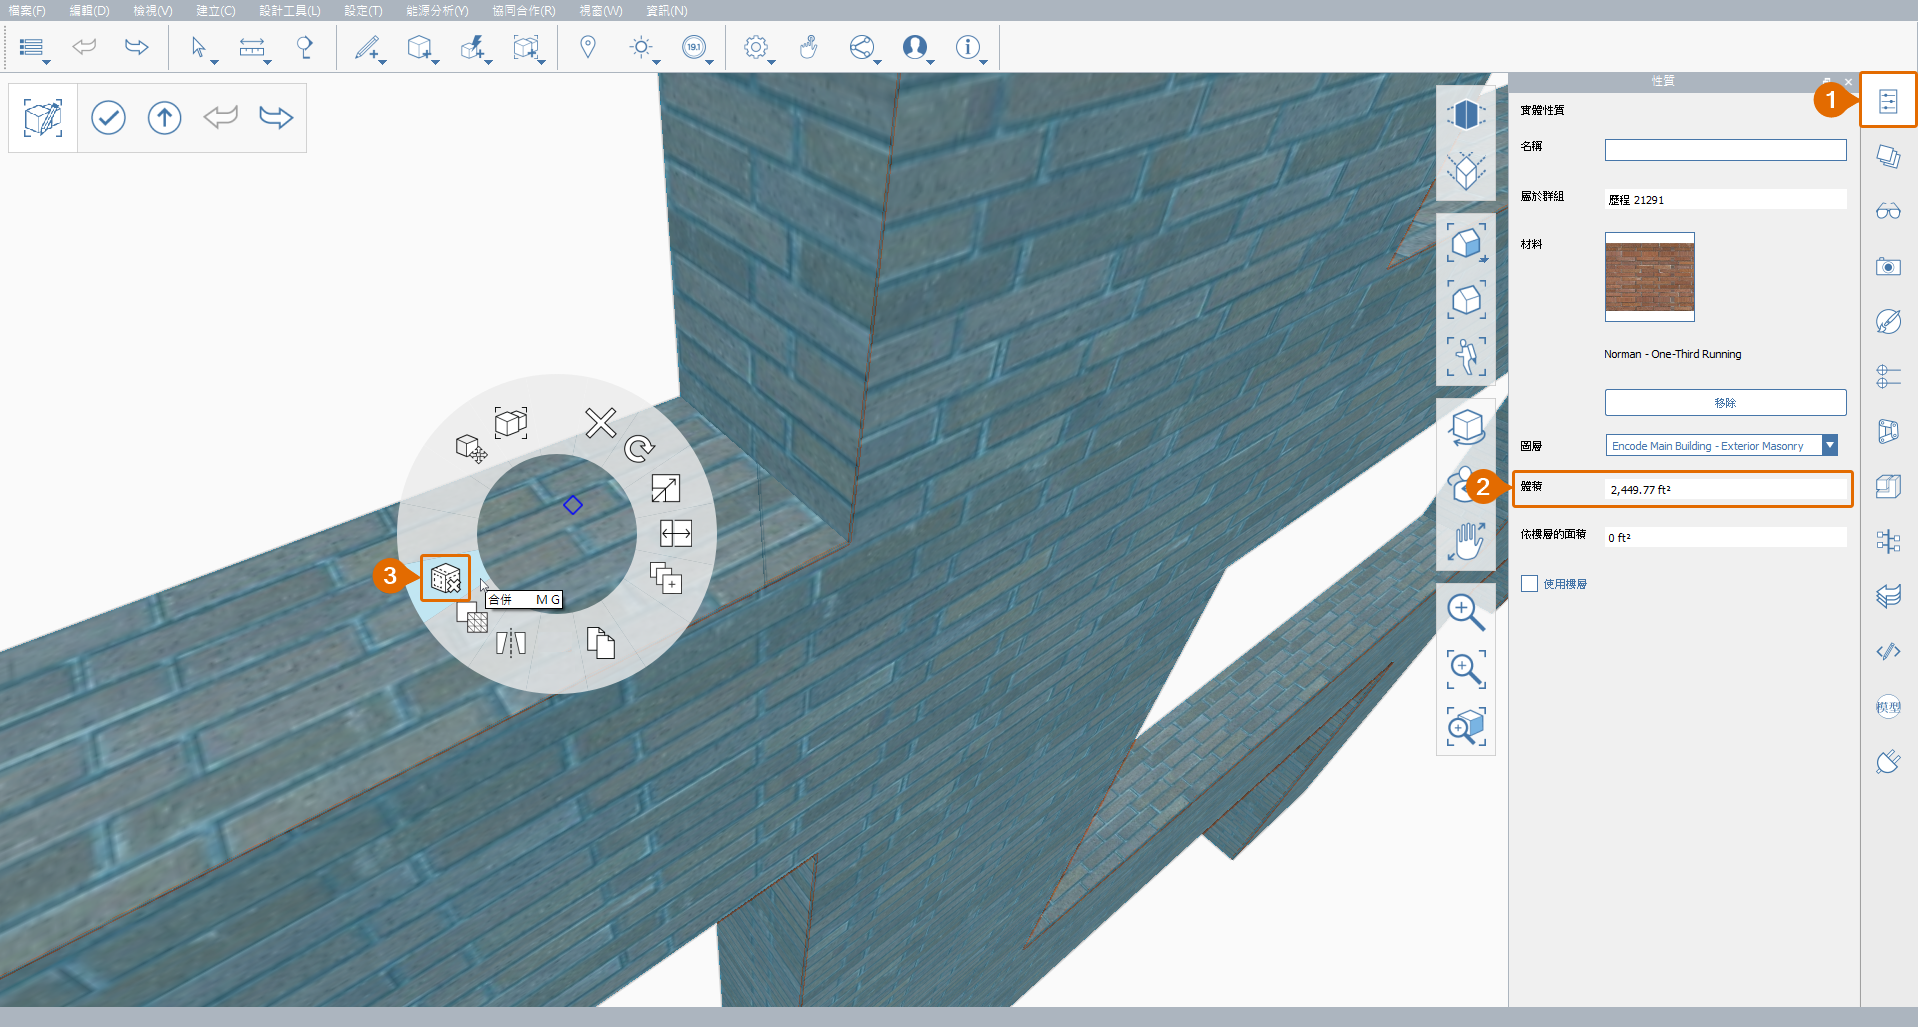 檔案(F) 編輯(D) 檢視(V) 建立(C) 設計工具(L) 設定(T) 能源分析(Y) 協同合作(R) 視窗(W) 資訊(N)
19.1
性質
1
實體性質
名稱
屬於群組 歷程 21291
材料
Norman - One-Third Running
移除
圖層 Encode Main Building - Exterior Masonry
2
體積 2,449.77 ft²
依樓層的面積 0 ft²
使用樓層
3
合併 M G
模型